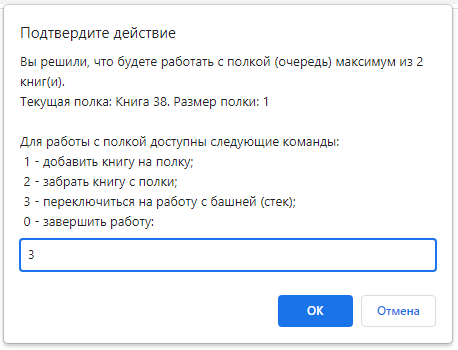 Подтвердите действие
Вы решили, что будете работать с полкой (очередь) максимум из 2
книг(и).
Текущая полка: Книга 38. Размер полки: 1
Для работы с полкой доступны следующие команды:
1 - добавить книгу на полку;
2 - забрать книгу с полки;
3 - переключиться на работу с башней (стек);
0 - завершить работу:
3
ОК
Отмена